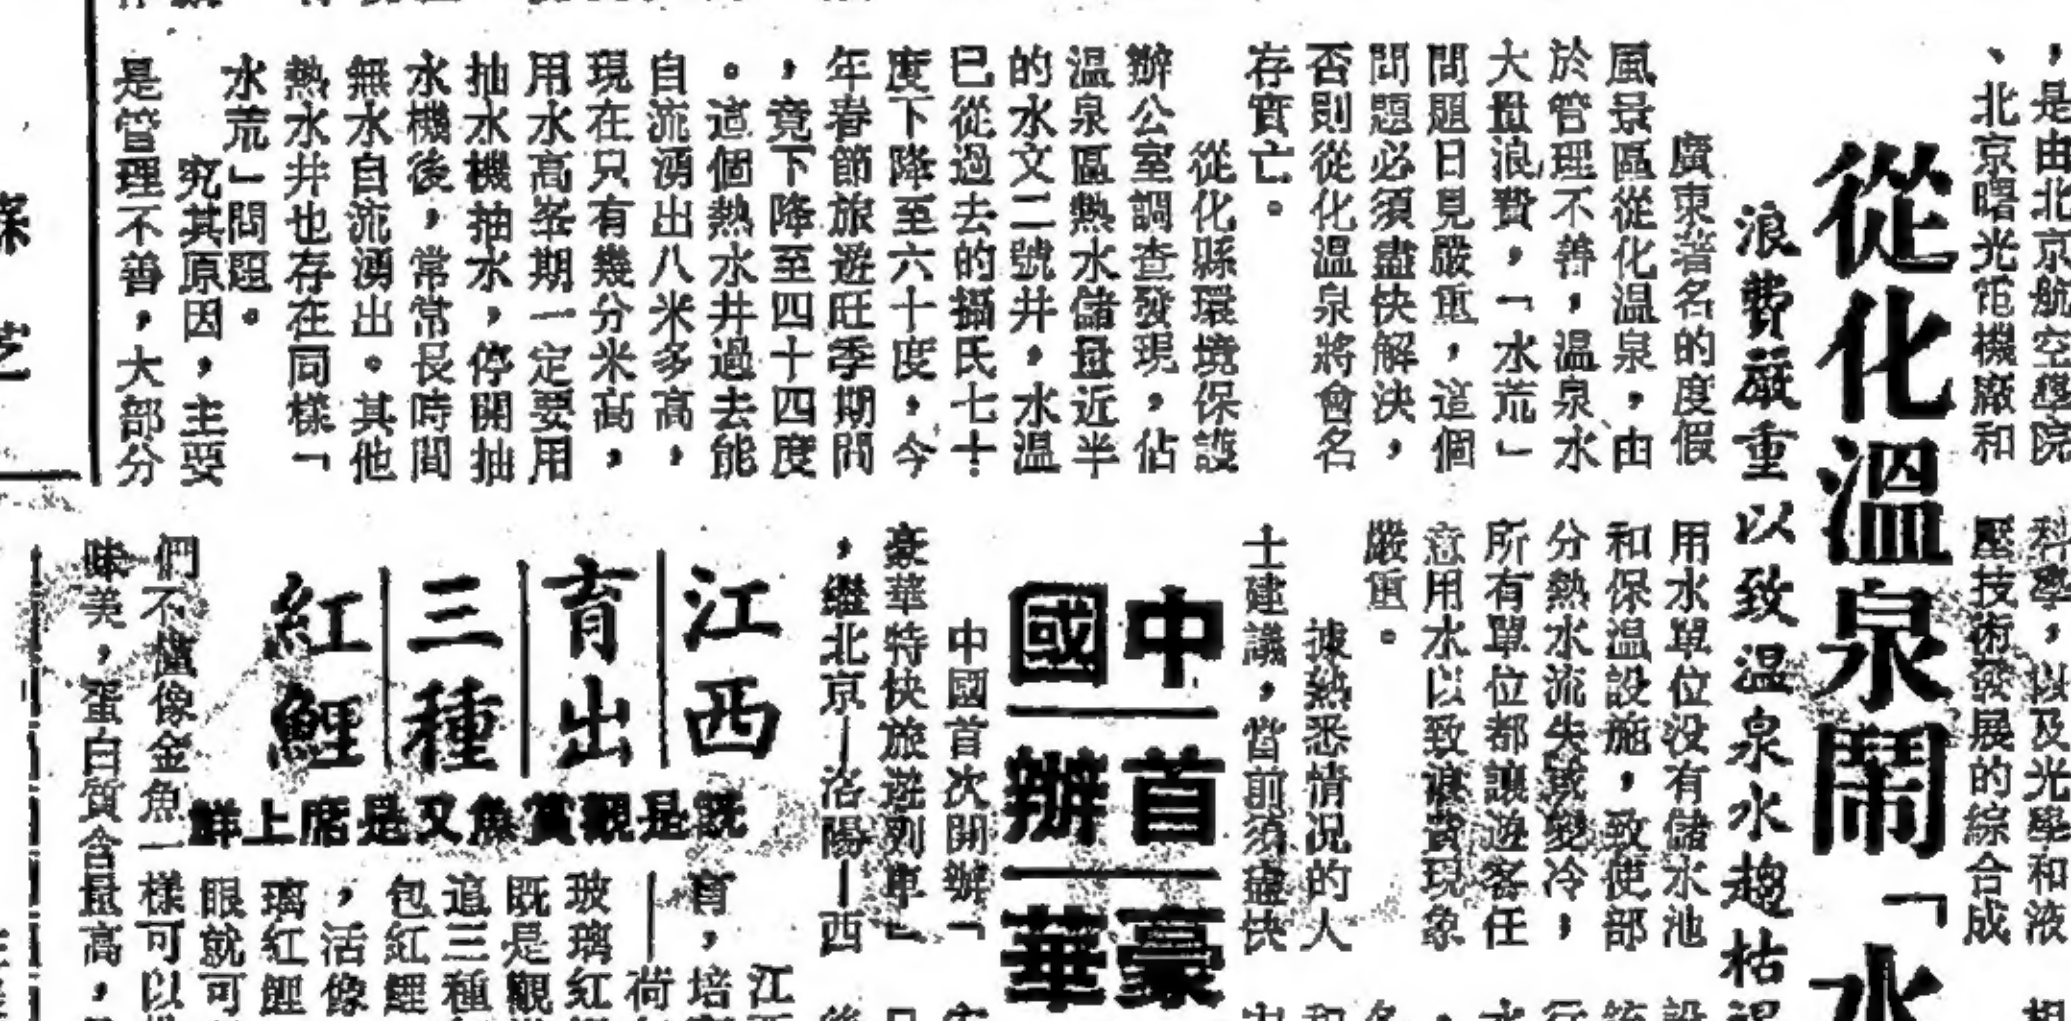 ，是由北京航空學院
、北京曙光電機廠和
科學，以及光學和液
壓技術發展的綜合成
從化溫泉鬧「水
浪費嚴重以致温泉水趨枯
廣東著名的度假
風景區從化温泉，由
於管理不善，温泉水
大量浪費，「水荒」
問題日見嚴重，這個
問題必須盡快解決，
否則從化温泉將會名
存實亡。
從化縣環境保護
辦公室調查發現，佔
温泉區熱水儲量近半
的水文二號井，水温
已從過去的攝氏七十
度下降至六十度，今
年春節旅遊旺季期間
，竟下降至四十四度
。這個熱水井過去能
自流湧出八米多高，
現在只有幾分米高，
用水高峯期一定要用
抽水機抽水，停開抽
水機後，常常長時間
無水自流湧出。其他
熱水井也存在同樣「
水荒」問題。
究其原因，主要
是管理不善，大部分
用水單位没有儲水池
和保温設施，致使部
分熱水流失或變冷，
所有單位都讓遊客任
意用水以致浪費現象
嚴重。
據熱悉情况的人
士建議，當前須盡快
中國
首辦
豪華
中國首次開辦「
豪華特快旅遊列車」
，繼北京—洛陽—西
江西
育出
三種
紅鯉
既是觀賞魚又是席上鮮
江
育，培
—荷
玻璃紅
既是觀
這三種
包紅鯉
，活像
璃紅鯉
眼就可
們不僅像金魚一樣可以
味美，蛋白質含量高，